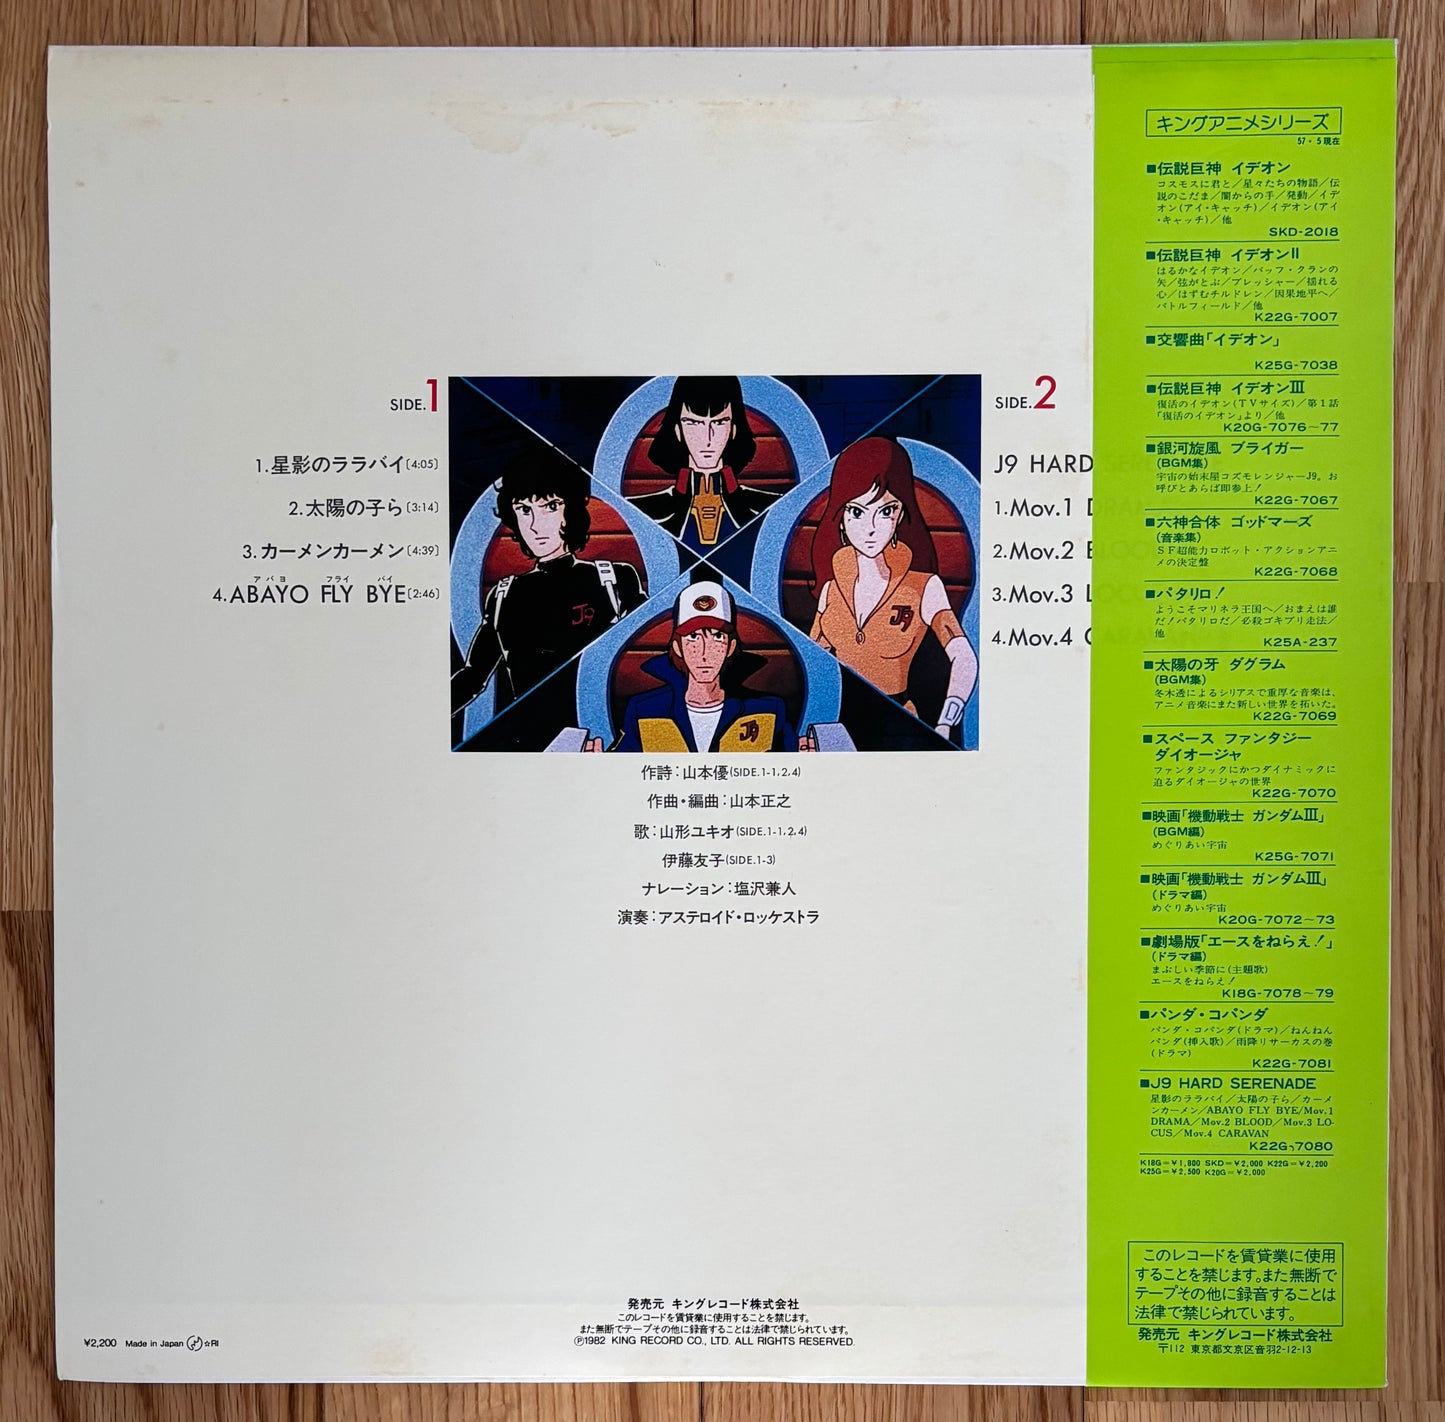 SIDE.1
1.星影のララバイ〔4:05〕
2.太陽の子ら〔3:14〕
3.カーメンカーメン〔4:39〕
アバヨ フライ バイ
4.ABAYO FLY BYE〔2:46〕
SIDE.2
J9 HARD
1.Mov.1 DRAMA
2.Mov.2 B
3.Mov.3 LOC
4.Mov.4 C
J9
J9
J9
作詩：山本優(SIDE.1-1,2,4)
作曲・編曲：山本正之
歌：山形ユキオ(SIDE.1-1,2,4)
伊藤友子(SIDE.1-3)
ナレーション：塩沢兼人
演奏：アステロイド・ロッケストラ
発売元 キングレコード株式会社
このレコードを賃貸業に使用することを禁じます。
また無断でテープその他に録音することは法律で禁じられています。
Ⓟ1982 KING RECORD CO., LTD. ALL RIGHTS RESERVED.
¥2,200 Made in Japan ☆RI
キングアニメシリーズ
57・5現在
■伝説巨神 イデオン
コスモスに君と／星々たちの物語／伝
説のこだま／闇からの手／発動／イデ
オン(アイ・キャッチ)／イデオン(アイ
・キャッチ)／他
SKD-2018
■伝説巨神 イデオンⅡ
はるかなイデオン／バッフ・クランの
矢／弦がとぶ／プレッシャー／揺れる
心／はずむチルドレン／因果地平へ／
バトルフィールド／他
K22G-7007
■交響曲「イデオン」
K25G-7038
■伝説巨神 イデオンⅢ
復活のイデオン(TVサイズ)／第1話
「復活のイデオン」より／他
K20G-7076～77
■銀河旋風 ブライガー
(BGM集)
宇宙の始末屋コズモレンジャーJ9。お
呼びとあらば即参上！
K22G-7067
■六神合体 ゴッドマーズ
(音楽集)
SF超能力ロボット・アクションアニ
メの決定盤
K22G-7068
■パタリロ！
ようこそマリネラ王国へ／おまえは誰
だ！パタリロだ／必殺ゴキブリ走法／
他
K25A-237
■太陽の牙 ダグラム
(BGM集)
冬木透によるシリアスで重厚な音楽は、
アニメ音楽にまた新しい世界を拓いた。
K22G-7069
■スペース ファンタジー
ダイオージャ
ファンタジックにかつダイナミックに
迫るダイオージャの世界
K22G-7070
■映画「機動戦士 ガンダムⅢ」
(BGM編)
めぐりあい宇宙
K25G-7071
■映画「機動戦士 ガンダムⅢ」
(ドラマ編)
めぐりあい宇宙
K20G-7072～73
■劇場版「エースをねらえ！」
(ドラマ編)
まぶしい季節に(主題歌)
エースをねらえ！
K18G-7078～79
■パンダ・コパンダ
パンダ・コパンダ(ドラマ)／ねんねん
パンダ(挿入歌)／雨降りサーカスの巻
(ドラマ)
K22G-7081
■J9 HARD SERENADE
星影のララバイ／太陽の子ら／カーメ
ンカーメン／ABAYO FLY BYE/Mov.1
DRAMA／Mov.2 BLOOD／Mov.3 LO-
CUS／Mov.4 CARAVAN
K22G-7080
K18G=¥1,800 SKD=¥2,000 K22G=¥2,200
K25G=¥2,500 K20G=¥2,000
このレコードを賃貸業に使用
することを禁じます。また無断で
テープその他に録音することは
法律で禁じられています。
発売元 キングレコード株式会社
〒112 東京都文京区音羽2-12-13